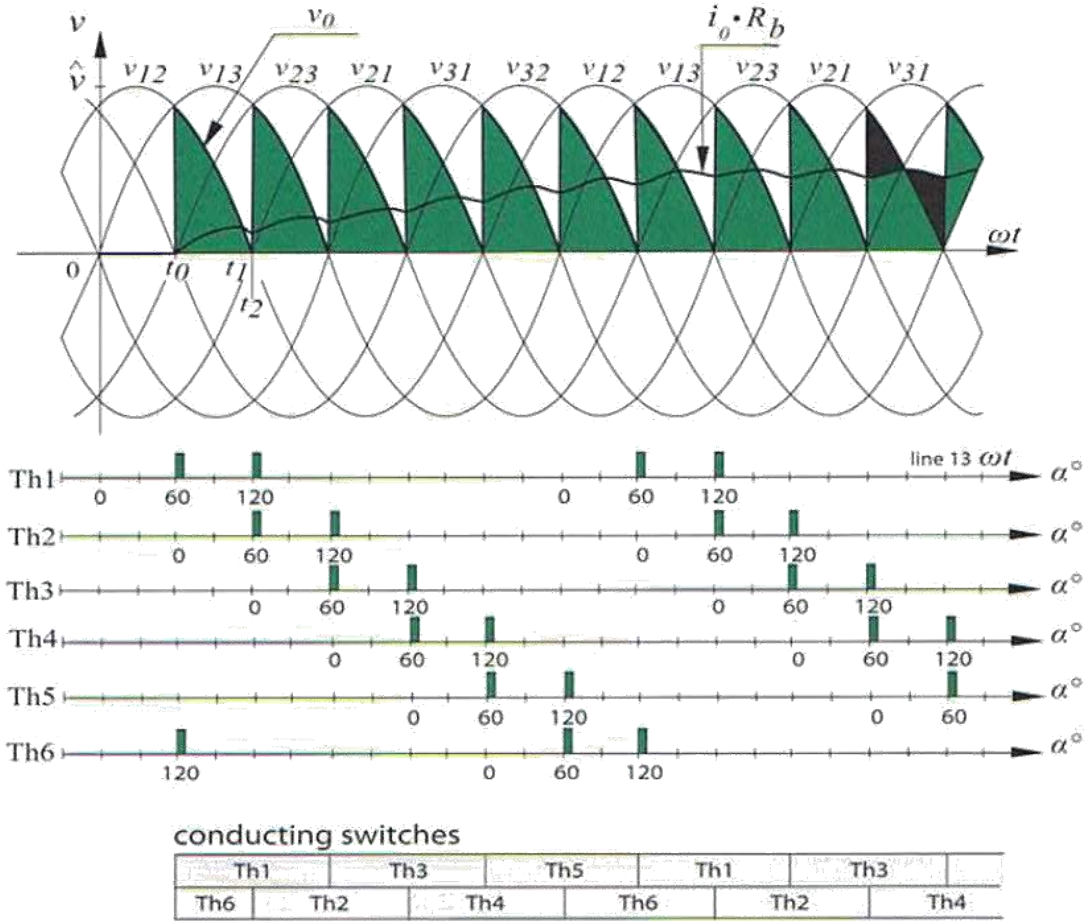 v
v̂
v0
i0·Rb
v12 v13 v23 v21 v31 v32 v12 v13 v23 v21 v31
0 t0 t1 ωt
t2
Th1 line 13 ωt α°
0 60 120 0 60 120
Th2 α°
0 60 120 0 60 120
Th3 α°
0 60 120 0 60 120
Th4 α°
0 60 120 0 60 120
Th5 α°
0 60 120 0 60
Th6 α°
120 0 60 120
conducting switches
Th1 Th3 Th5 Th1 Th3
Th6 Th2 Th4 Th6 Th2 Th4